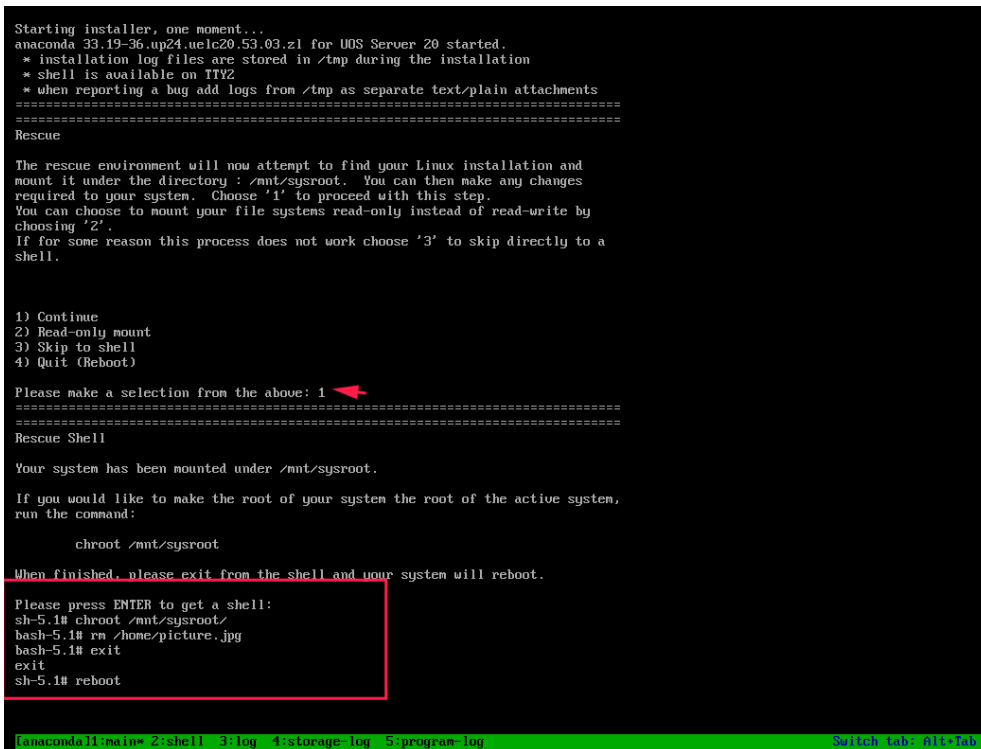 Starting installer, one moment...
anaconda 33.19-36.up24.uelc20.53.03.zl for UOS Server 20 started.
 * installation log files are stored in /tmp during the installation
 * shell is available on TTY2
 * when reporting a bug add logs from /tmp as separate text/plain attachments
================================================================================
================================================================================
Rescue
The rescue environment will now attempt to find your Linux installation and
mount it under the directory : /mnt/sysroot.  You can then make any changes
required to your system.  Choose '1' to proceed with this step.
You can choose to mount your file systems read-only instead of read-write by
choosing '2'.
If for some reason this process does not work choose '3' to skip directly to a
shell.
1) Continue
2) Read-only mount
3) Skip to shell
4) Quit (Reboot)
Please make a selection from the above: 1
================================================================================
================================================================================
Rescue Shell
Your system has been mounted under /mnt/sysroot.
If you would like to make the root of your system the root of the active system,
run the command:
        chroot /mnt/sysroot
When finished, please exit from the shell and your system will reboot.
Please press ENTER to get a shell:
sh-5.1# chroot /mnt/sysroot/
bash-5.1# rm /home/picture.jpg
bash-5.1# exit
exit
sh-5.1# reboot
[anaconda]1:main* 2:shell  3:log  4:storage-log  5:program-log Switch tab: Alt+Tab